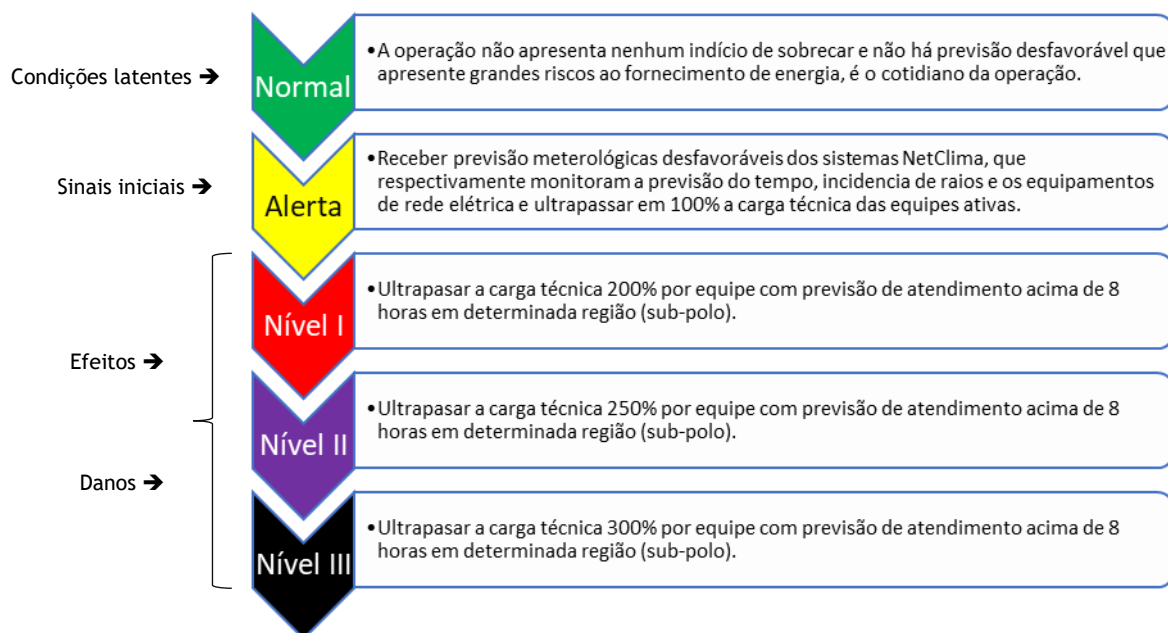 Condições latentes ➔
Normal
•A operação não apresenta nenhum indício de sobrecar e não há previsão desfavorável que
apresente grandes riscos ao fornecimento de energia, é o cotidiano da operação.
Sinais iniciais ➔
Alerta
•Receber previsão meterológicas desfavoráveis dos sistemas NetClima, que
respectivamente monitoram a previsão do tempo, incidencia de raios e os equipamentos
de rede elétrica e ultrapassar em 100% a carga técnica das equipes ativas.
Efeitos ➔
Nível I
•Ultrapasar a carga técnica 200% por equipe com previsão de atendimento acima de 8
horas em determinada região (sub-polo).
Nível II
•Ultrapasar a carga técnica 250% por equipe com previsão de atendimento acima de 8
horas em determinada região (sub-polo).
Danos ➔
Nível III
•Ultrapasar a carga técnica 300% por equipe com previsão de atendimento acima de 8
horas em determinada região (sub-polo).